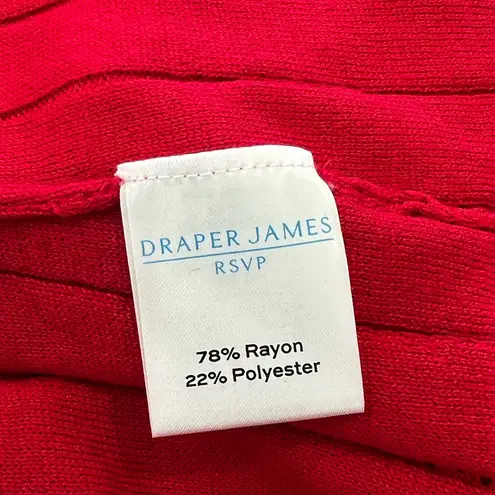 DRAPER JAMES
RSVP
78% Rayon
22% Polyester